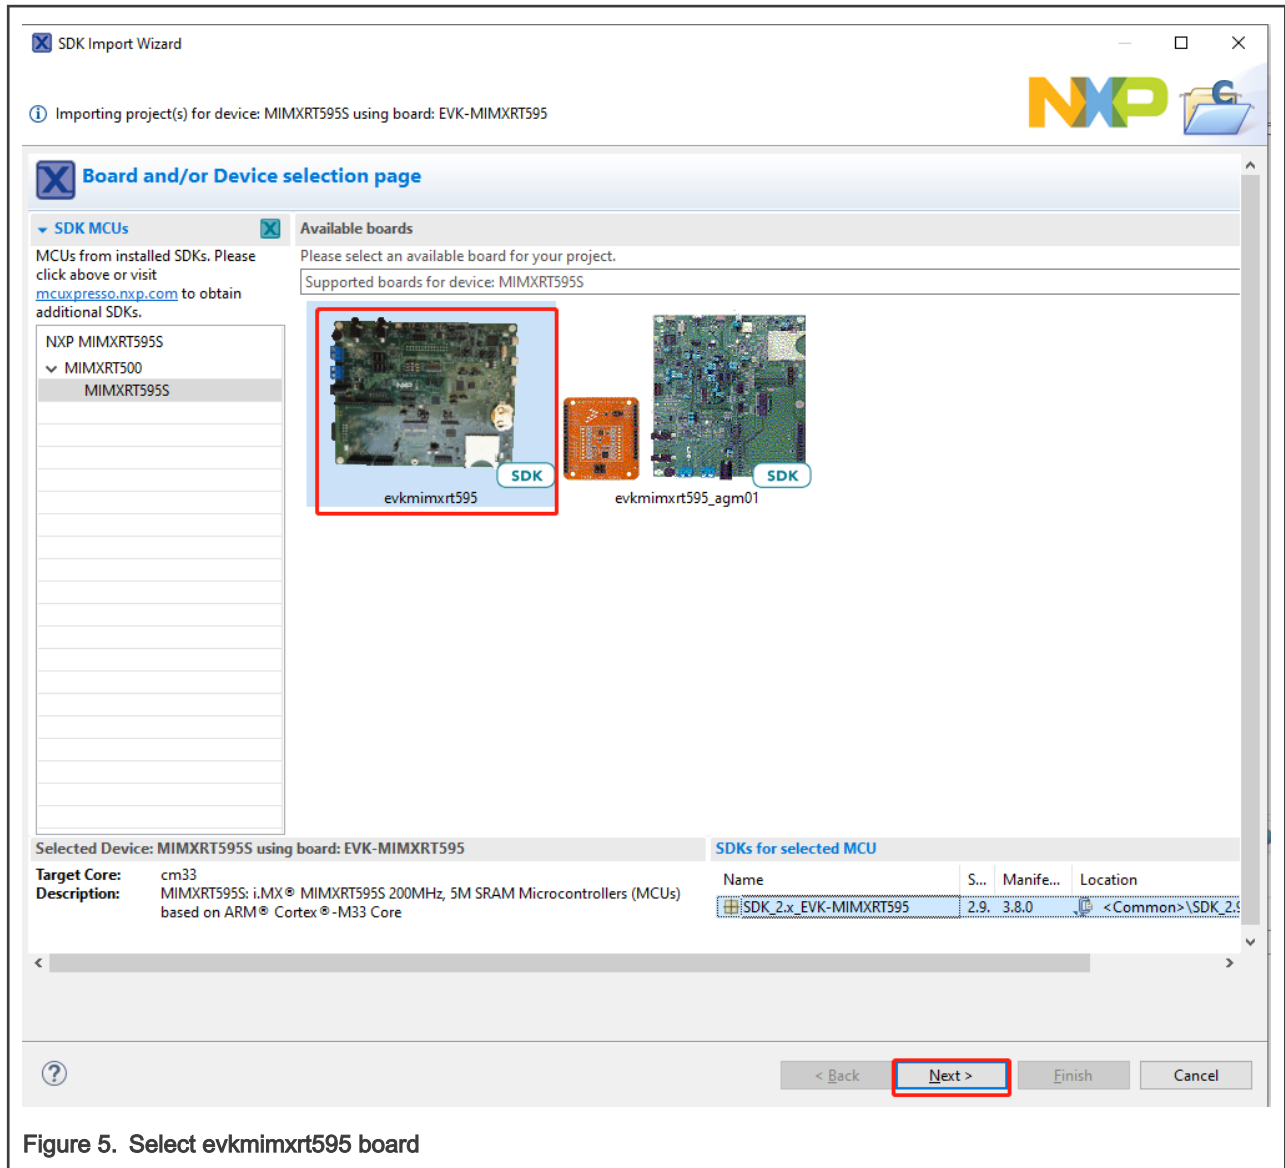 SDK Import Wizard
Importing project(s) for device: MIMXRT595S using board: EVK-MIMXRT595
NXP
Board and/or Device selection page
SDK MCUs
MCUs from installed SDKs. Please
click above or visit
mcuxpresso.nxp.com to obtain
additional SDKs.
NXP MIMXRT595S
MIMXRT500
MIMXRT595S
Available boards
Please select an available board for your project.
Supported boards for device: MIMXRT595S
SDK
evkmimxrt595
SDK
evkmimxrt595_agm01
Selected Device: MIMXRT595S using board: EVK-MIMXRT595
Target Core: cm33
Description: MIMXRT595S: i.MX® MIMXRT595S 200MHz, 5M SRAM Microcontrollers (MCUs)
based on ARM® Cortex®-M33 Core
SDKs for selected MCU
Name S... Manife... Location
SDK_2.x_EVK-MIMXRT595 2.9. 3.8.0 <Common>\SDK_2.9
< Back Next > Finish Cancel
Figure 5. Select evkmimxrt595 board